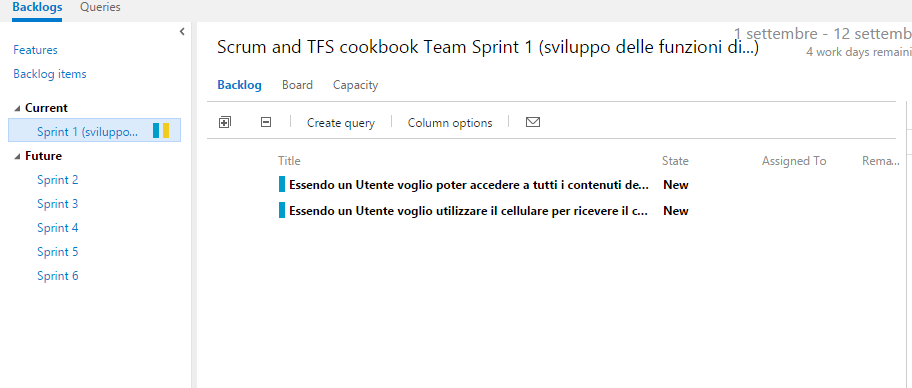 Backlogs Queries
Features
Backlog items
Current
Sprint 1 (sviluppo...
Future
Sprint 2
Sprint 3
Sprint 4
Sprint 5
Sprint 6
Scrum and TFS cookbook Team Sprint 1 (sviluppo delle funzioni di...)
1 settembre - 12 settemb
4 work days remaini
Backlog Board Capacity
Create query Column options
Title State Assigned To Rema...
Essendo un Utente voglio poter accedere a tutti i contenuti de... New
Essendo un Utente voglio utilizzare il cellulare per ricevere il c... New